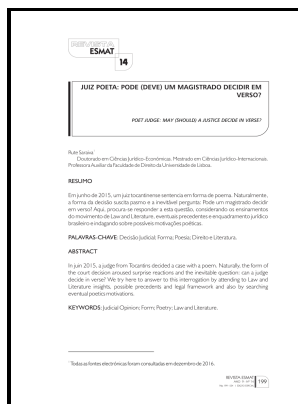 REVISTA
ESMAT
14
JUIZ POETA: PODE (DEVE) UM MAGISTRADO DECIDIR EM
VERSO?
POET JUDGE: MAY (SHOULD) A JUSTICE DECIDE IN VERSE?
Rute Saraiva
Doutorado em Ciências Jurídico-Económicas. Mestrado em Ciências Jurídico-Internacionais.
Professora Auxiliar da Faculdade de Direito da Universidade de Lisboa.
RESUMO
Em junho de 2015, um juiz tocantinense sentencia em forma de poema. Naturalmente,
a forma da decisão suscita pasmo e a inevitável pergunta: Pode um magistrado decidir
em verso? Aqui, procura-se responder a esta questão, considerando os ensinamentos
do movimento de Law and Literature, eventuais precedentes e enquadramento jurídico
brasileiro e indagando sobre possíveis motivações poéticas.
PALAVRAS-CHAVE: Decisão Judicial; Forma; Poesia; Direito e Literatura.
ABSTRACT
In jun 2015, a judge from Tocantins decided a case with a poem. Naturally, the form of
the court decision aroused surprise reactions and the inevitable question: can a judge
decide in verse? We try here to answer to this interrogation by attending to Law and
Literature insights, possible precedents and legal framework and also by searching
eventual poetics motivations.
KEYWORDS: Judicial Opinion; Form; Poetry; Law and Literature.
Todas as fontes electrónicas foram consultadas em dezembro de 2016.
REVISTA ESMAT
199